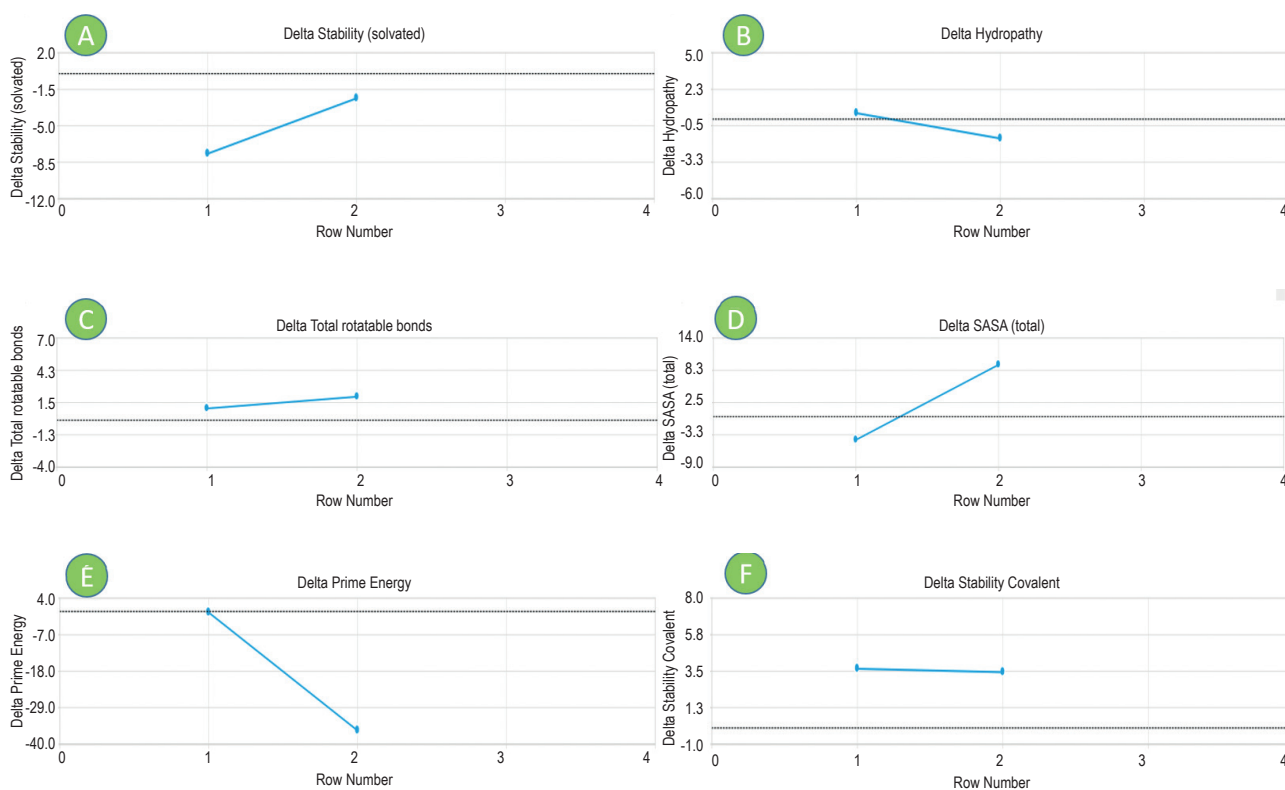 A
Delta Stability (solvated)
Delta Stability (solvated)
2.0
-1.5
-5.0
-8.5
-12.0
0 1 2 3 4
Row Number
B
Delta Hydropathy
Delta Hydropathy
5.0
2.3
-0.5
-3.3
-6.0
0 1 2 3 4
Row Number
C
Delta Total rotatable bonds
Delta Total rotatable bonds
7.0
4.3
1.5
-1.3
-4.0
0 1 2 3 4
Row Number
D
Delta SASA (total)
Delta SASA (total)
14.0
8.3
2.5
-3.3
-9.0
0 1 2 3 4
Row Number
É
Delta Prime Energy
Delta Prime Energy
4.0
-7.0
-18.0
-29.0
-40.0
0 1 2 3 4
Row Number
F
Delta Stability Covalent
Delta Stability Covalent
8.0
5.8
3.5
1.3
-1.0
0 1 2 3 4
Row Number